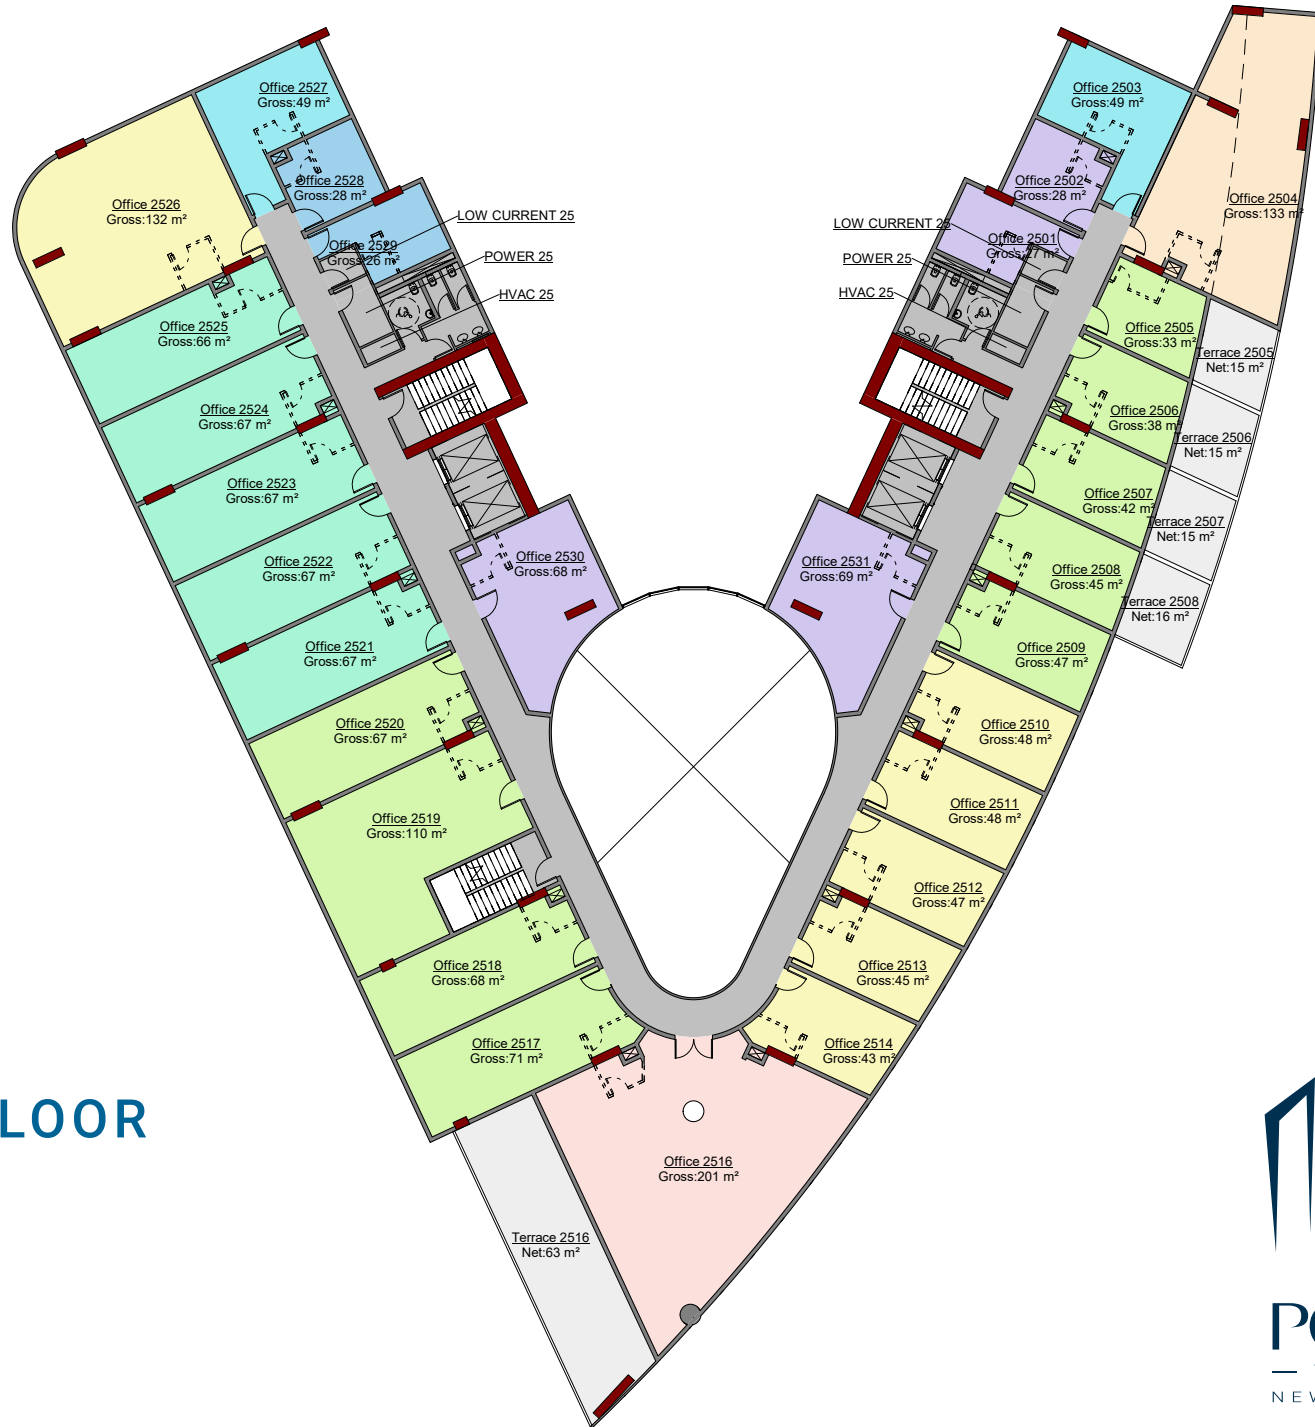 Office 2527
Gross:49 m²
Office 2503
Gross:49 m²
Office 2528
Gross:28 m²
Office 2502
Gross:28 m²
Office 2526
Gross:132 m²
Office 2504
Gross:133 m²
LOW CURRENT 25
LOW CURRENT 25
Office 2529
Gross:26 m²
Office 2501
Gross:27 m²
POWER 25
POWER 25
HVAC 25
HVAC 25
Office 2525
Gross:66 m²
Office 2505
Gross:33 m²
Terrace 2505
Net:15 m²
Office 2524
Gross:67 m²
Office 2506
Gross:38 m²
Terrace 2506
Net:15 m²
Office 2523
Gross:67 m²
Office 2507
Gross:42 m²
Terrace 2507
Net:15 m²
Office 2522
Gross:67 m²
Office 2530
Gross:68 m²
Office 2531
Gross:69 m²
Office 2508
Gross:45 m²
Terrace 2508
Net:16 m²
Office 2521
Gross:67 m²
Office 2509
Gross:47 m²
Office 2520
Gross:67 m²
Office 2510
Gross:48 m²
Office 2519
Gross:110 m²
Office 2511
Gross:48 m²
Office 2512
Gross:47 m²
Office 2518
Gross:68 m²
Office 2513
Gross:45 m²
Office 2517
Gross:71 m²
Office 2514
Gross:43 m²
LOOR
Office 2516
Gross:201 m²
Terrace 2516
Net:63 m²
NEW